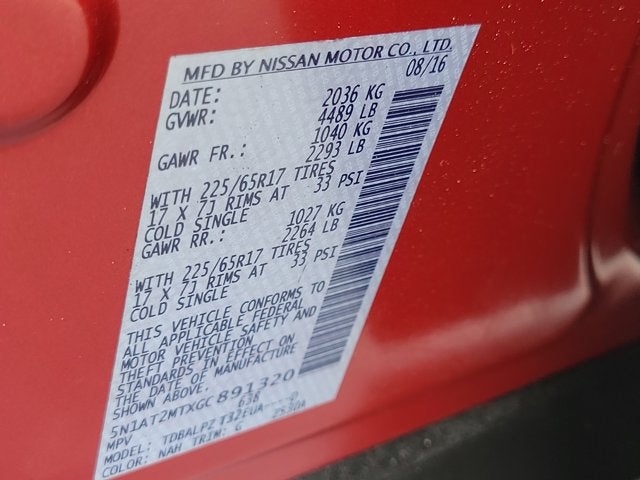 MFD BY NISSAN MOTOR CO., LTD.
DATE: 08/16
GVWR: 2036 KG
4489 LB
GAWR FR.: 1040 KG
2293 LB
WITH 225/65R17 TIRES
17 X 7J RIMS AT 33 PSI
COLD SINGLE
GAWR RR.: 1027 KG
2264 LB
WITH 225/65R17 TIRES
17 X 7J RIMS AT 33 PSI
COLD SINGLE
THIS VEHICLE CONFORMS TO
ALL APPLICABLE FEDERAL
MOTOR VEHICLE SAFETY AND
THEFT PREVENTION
STANDARDS IN EFFECT ON
THE DATE OF MANUFACTURE
SHOWN ABOVE.
5N1AT2MTXGC891320
MPV 638
MODEL: TDBALPZ T32EUA----D
COLOR: NAH TRIM: G